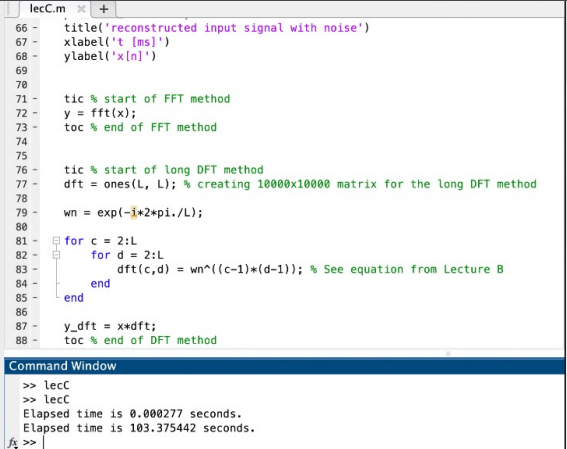 lecC.m × +
66 - title('reconstructed input signal with noise')
67 - xlabel('t [ms]')
68 - ylabel('x[n]')
69
70
71 - tic % start of FFT method
72 - y = fft(x);
73 - toc % end of FFT method
74
75
76 - tic % start of long DFT method
77 - dft = ones(L, L); % creating 10000x10000 matrix for the long DFT method
78
79 - wn = exp(-i*2*pi./L);
80
81 - for c = 2:L
82 - for d = 2:L
83 - dft(c,d) = wn^((c-1)*(d-1)); % See equation from Lecture B
84 - end
85 - end
86
87 - y_dft = x*dft;
88 - toc % end of DFT method
Command Window
>> lecC
>> lecC
Elapsed time is 0.000277 seconds.
Elapsed time is 103.375442 seconds.
fx >>